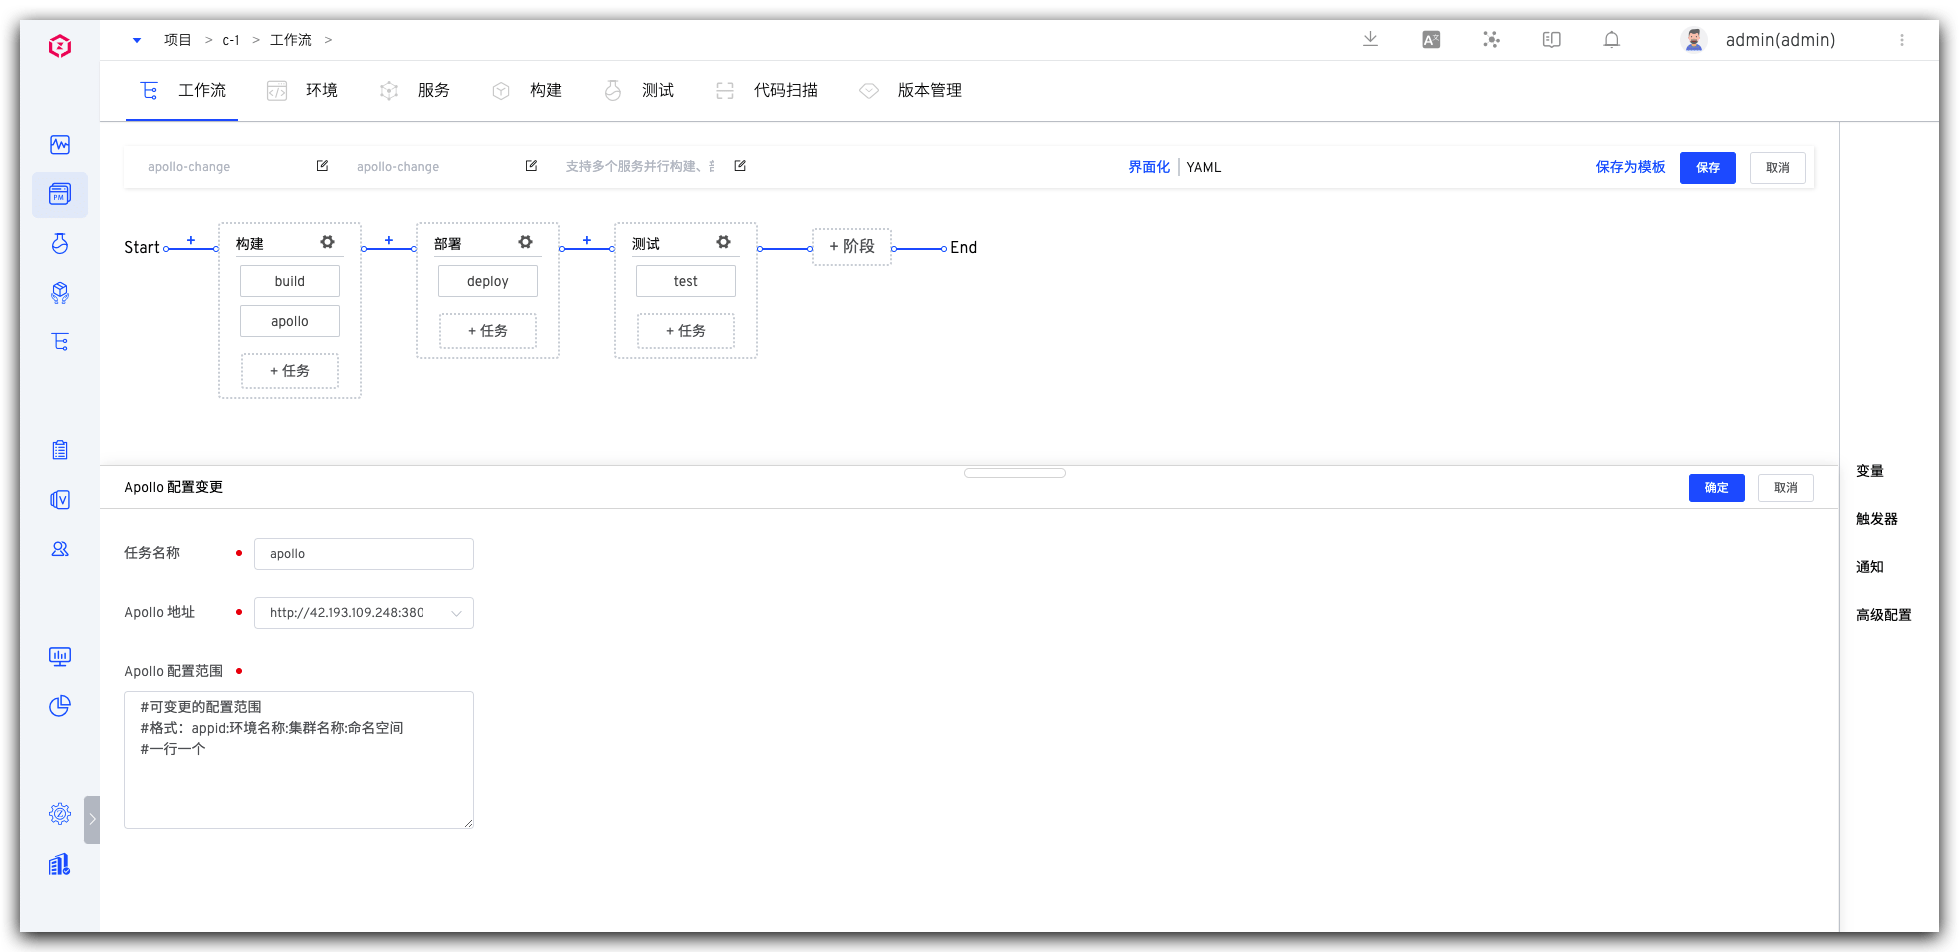 项目 > c-1 > 工作流 >
admin(admin)
工作流 环境 服务 构建 测试 代码扫描 版本管理
apollo-change apollo-change 支持多个服务并行构建、 界面化 | YAML 保存为模板 保存 取消
Start 构建 部署 测试 + 阶段 End
build deploy test
apollo
+ 任务 + 任务
+ 任务
变量
触发器
通知
高级配置
Apollo 配置变更 确定 取消
任务名称 apollo
Apollo 地址 http://42.193.109.248:380
Apollo 配置范围
#可变更的配置范围
#格式：appid:环境名称:集群名称:命名空间
#一行一个